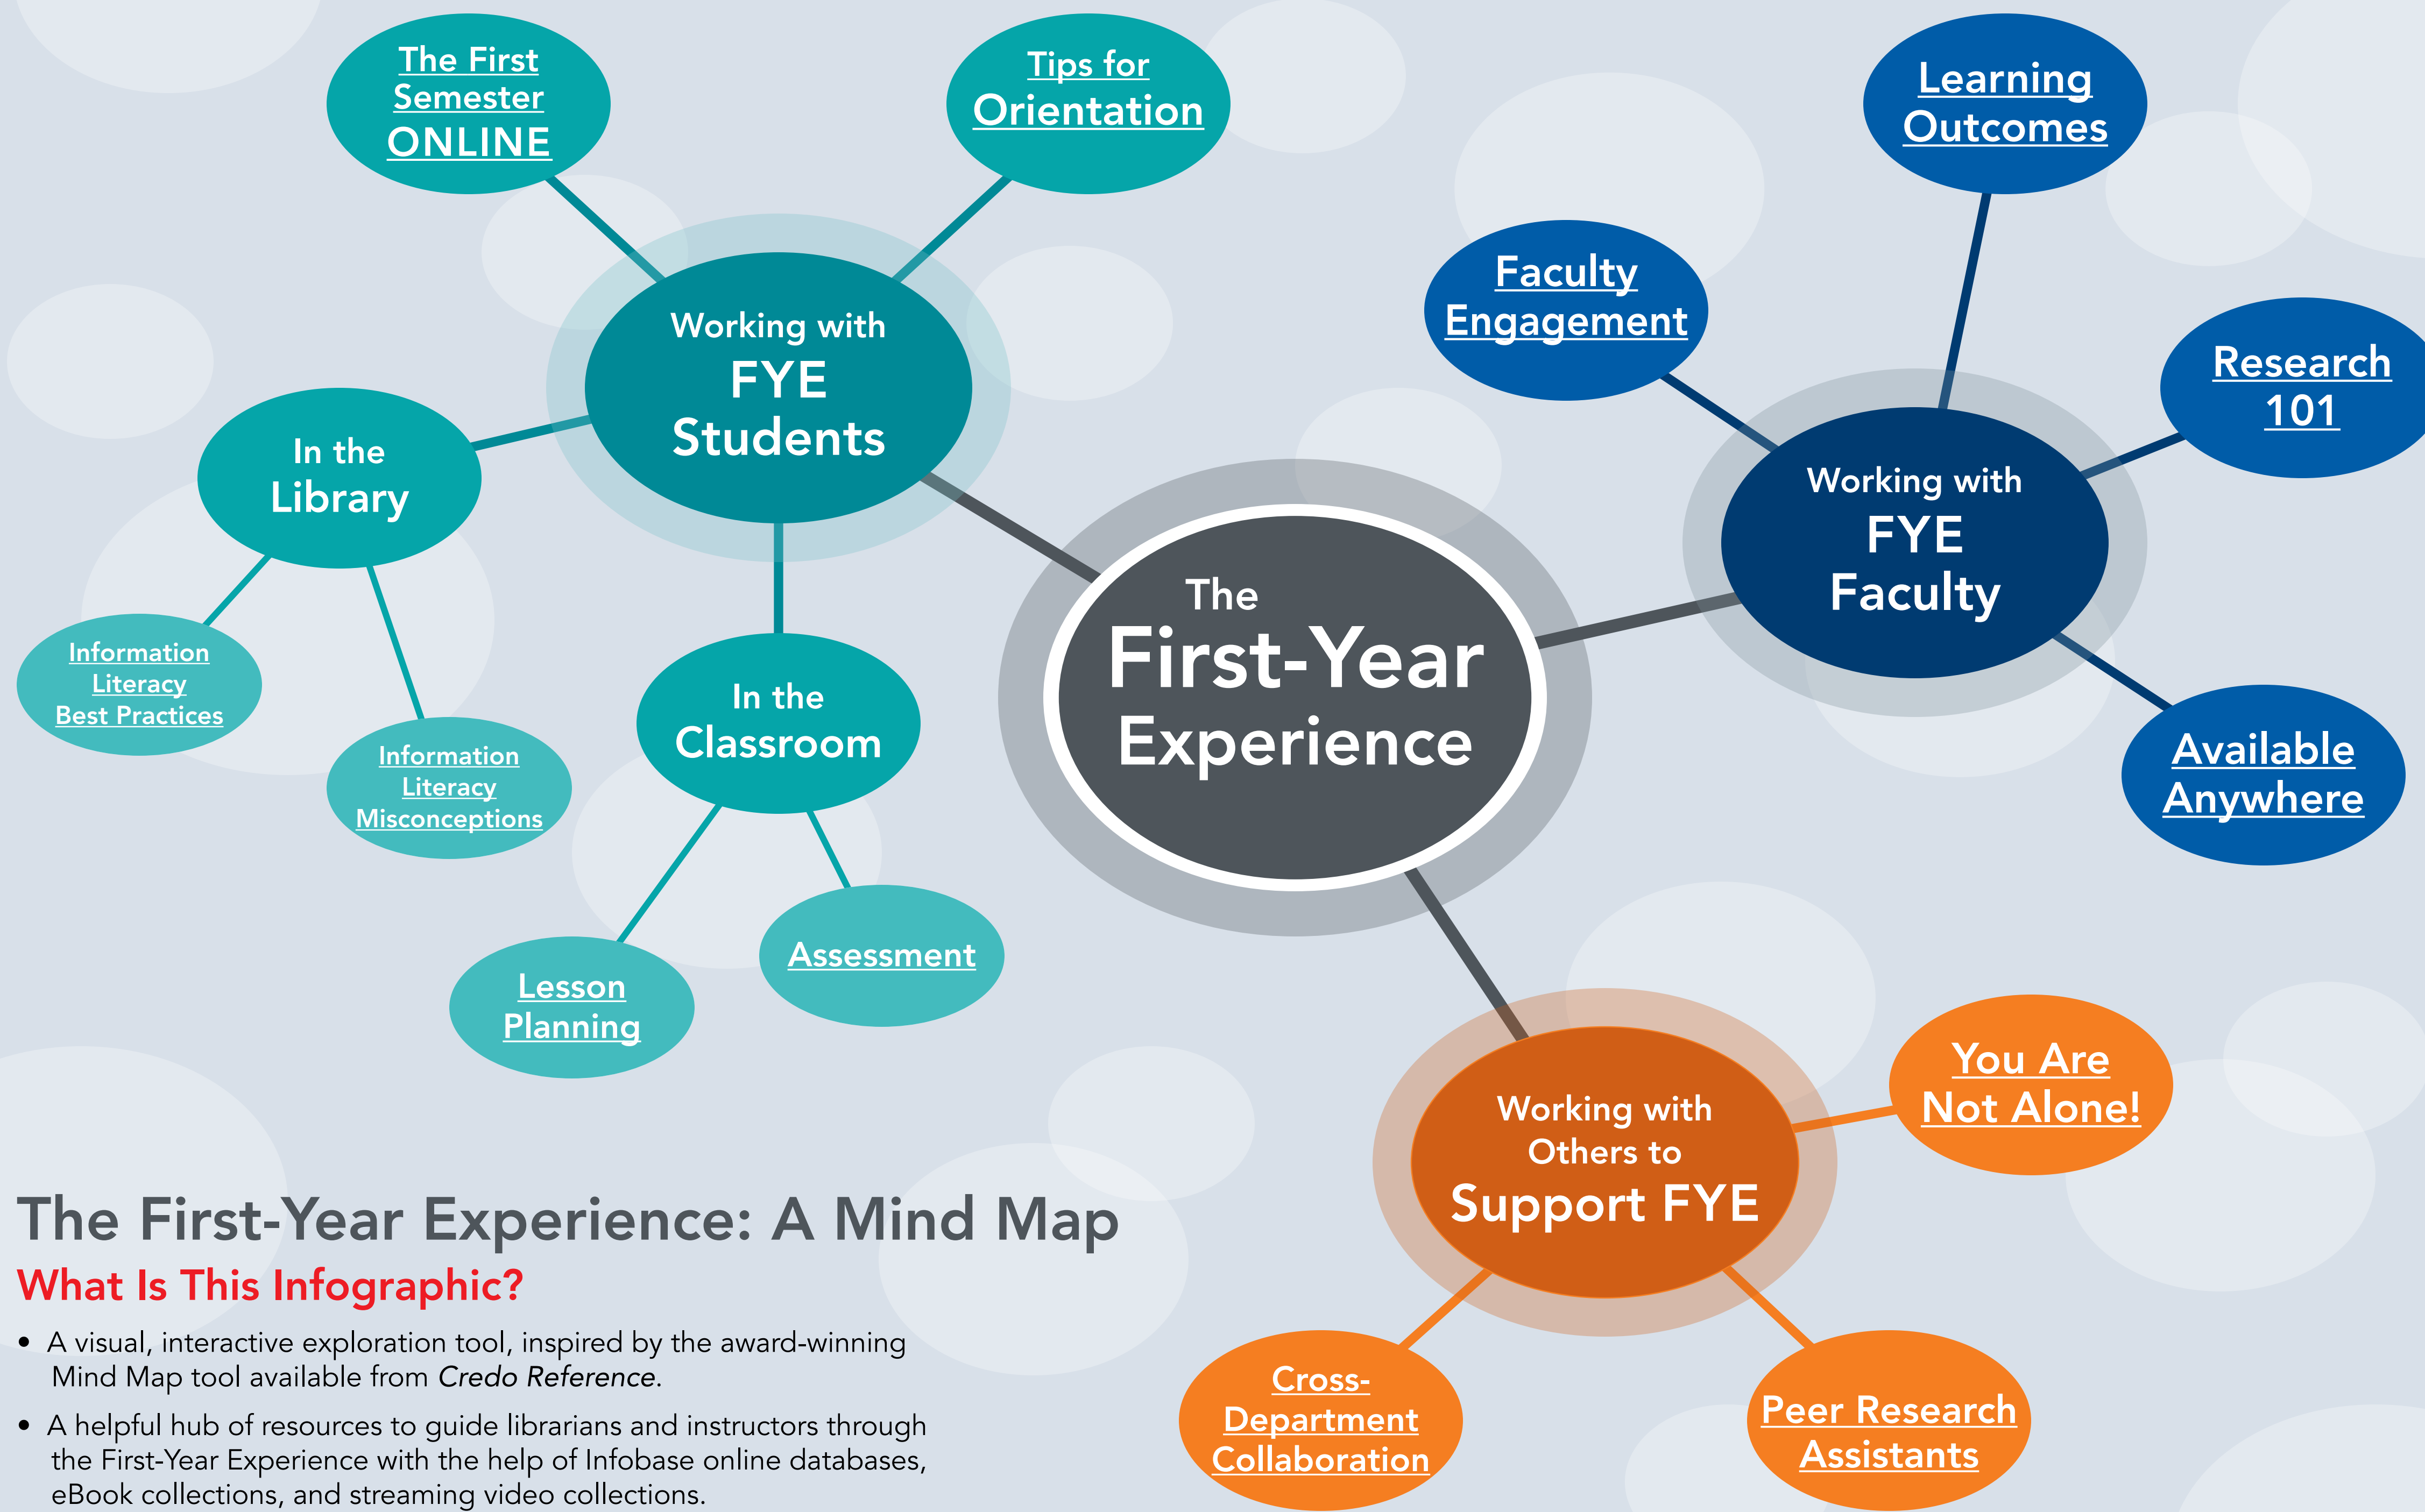 The First
Semester
ONLINE
Tips for
Orientation
Learning
Outcomes
Faculty
Engagement
Research
101
Working with
FYE
Students
In the
Library
Working with
FYE
Faculty
The
First-Year
Experience
Information
Literacy
Best Practices
Information
Literacy
Misconceptions
In the
Classroom
Available
Anywhere
Assessment
Lesson
Planning
You Are
Not Alone!
Working with
Others to
Support FYE
Cross-
Department
Collaboration
Peer Research
Assistants
The First-Year Experience: A Mind Map
What Is This Infographic?
• A visual, interactive exploration tool, inspired by the award-winning
Mind Map tool available from Credo Reference.
• A helpful hub of resources to guide librarians and instructors through
the First-Year Experience with the help of Infobase online databases,
eBook collections, and streaming video collections.